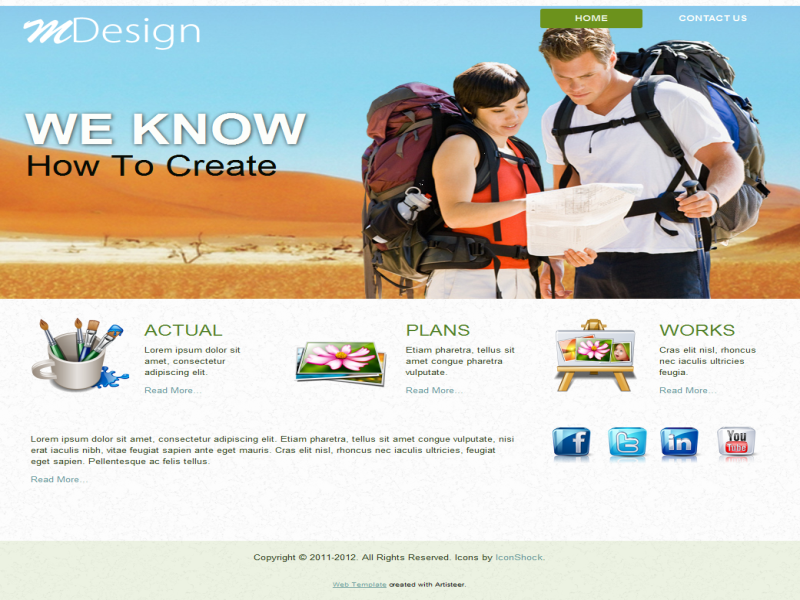 MDesign
HOME
CONTACT US
WE KNOW
How To Create
ACTUAL
Lorem ipsum dolor sit
amet, consectetur
adipiscing elit.
Read More...
PLANS
Etiam pharetra, tellus sit
amet congue pharetra
vulputate.
Read More...
WORKS
Cras elit nisl, rhoncus
nec iaculis ultricies
feugia.
Read More...
Lorem ipsum dolor sit amet, consectetur adipiscing elit. Etiam pharetra, tellus sit amet congue vulputate, nisi
erat iaculis nibh, vitae feugiat sapien ante eget mauris. Cras elit nisl, rhoncus nec iaculis ultricies, feugiat
eget sapien. Pellentesque ac felis tellus.
Read More...
f
t
in
You
Tube
Copyright © 2011-2012. All Rights Reserved. Icons by IconShock.
Web Template created with Artisteer.